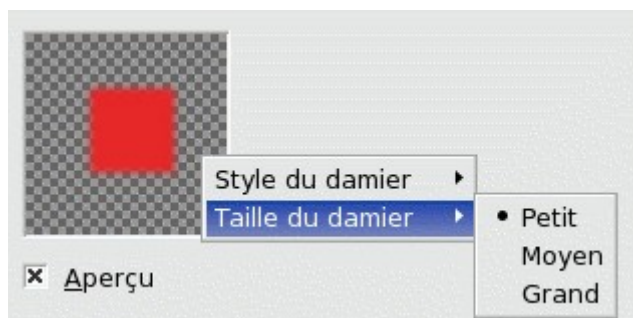 Style du damier
Taille du damier
Petit
Moyen
Grand
Aperçu